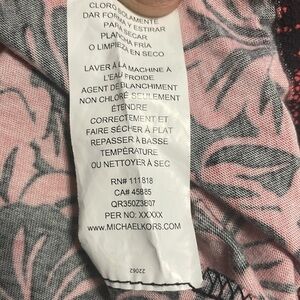 CLORO SOLAMENTE
DAR FORMA Y ESTIRAR
PARA SECAR
PLANCHA FRIA
O LIMPIEZA EN SECO
LAVER À LA MACHINE À
L'EAU FROIDE
AGENT DE BLANCHIMENT
NON CHLORÉ SEULEMENT
ÉTENDRE
CORRECTEMENT ET
FAIRE SÉCHER À PLAT
REPASSER À BASSE
TEMPÉRATURE
OU NETTOYER À SEC
RN# 111818
CA# 45885
QR350Z3B07
PER NO: XXXXX
WWW.MICHAELKORS.COM
22062